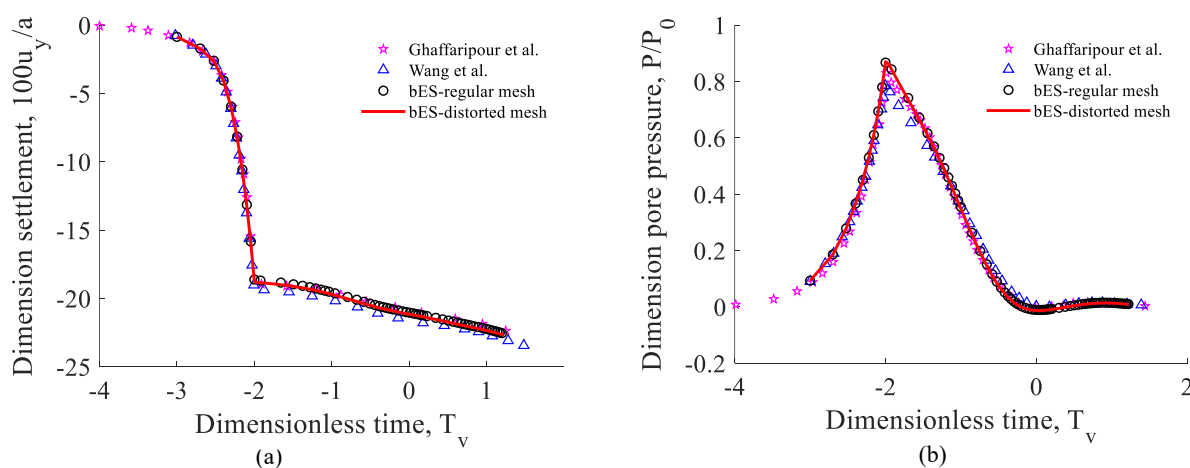 0
-5
-10
-15
-20
-25
-4
-3
-2
-1
0
1
Dimension settlement, 100u_y/a
Dimensionless time, T_v
Ghaffaripour et al.
Wang et al.
bES-regular mesh
bES-distorted mesh
(a)
1
0.8
0.6
0.4
0.2
0
-0.2
-4
-2
0
2
Dimension pore pressure, P/P_0
Dimensionless time, T_v
Ghaffaripour et al.
Wang et al.
bES-regular mesh
bES-distorted mesh
(b)